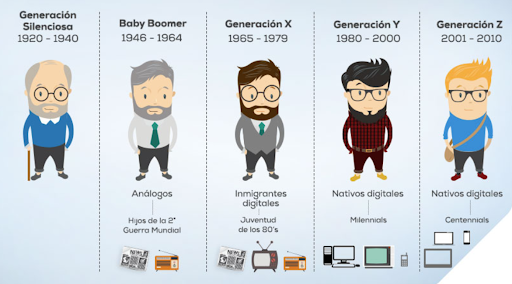 Generación
Silenciosa
1920 - 1940
Baby Boomer
1946 - 1964
Análogos
Hijos de la 2ª
Guerra Mundial
NEWS
Generación X
1965 - 1979
Inmigrantes
digitales
Juventud
de los 80's
NEWS
Generación Y
1980 - 2000
Nativos digitales
Milennials
Generación Z
2001 - 2010
Nativos digitales
Centennials